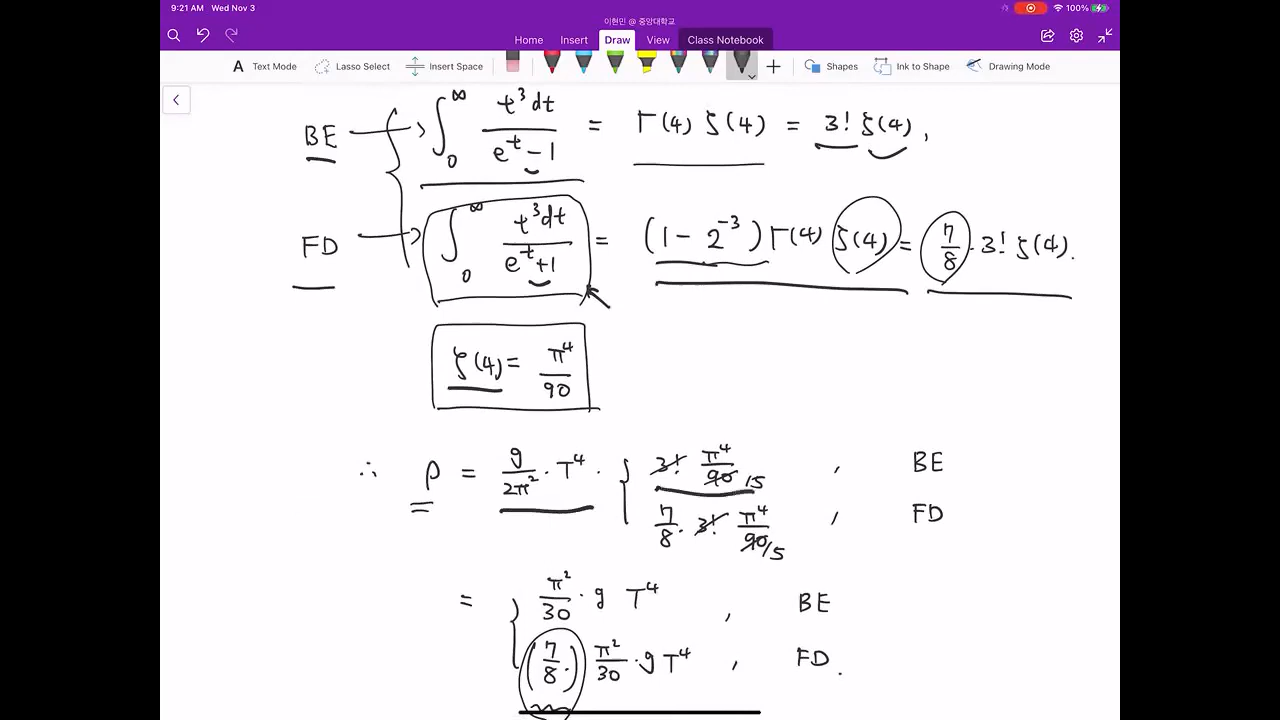 9:21 AM Wed Nov 3
100%
이현민 @ 중앙대학교
Home Insert Draw View Class Notebook
Text Mode Lasso Select Insert Space Shapes Ink to Shape Drawing Mode
BE → ∫₀^∞ t³dt / (e^t − 1) = Γ(4) ζ(4) = 3! ζ(4),
FD → ∫₀^∞ t³dt / (e^t + 1) = (1 − 2⁻³) Γ(4) ζ(4) = 7/8 · 3! ζ(4).
ζ(4) = π⁴/90
∴ ρ = g/2π² · T⁴ · { 3! π⁴/90 15 , BE
7/8 · 3! π⁴/90 15 , FD
= { π²/30 · g T⁴ , BE
(7/8 ·) π²/30 · g T⁴ , FD.